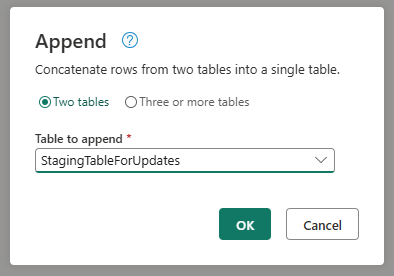 Append ?
Concatenate rows from two tables into a single table.
Two tables Three or more tables
Table to append *
StagingTableForUpdates
OK Cancel